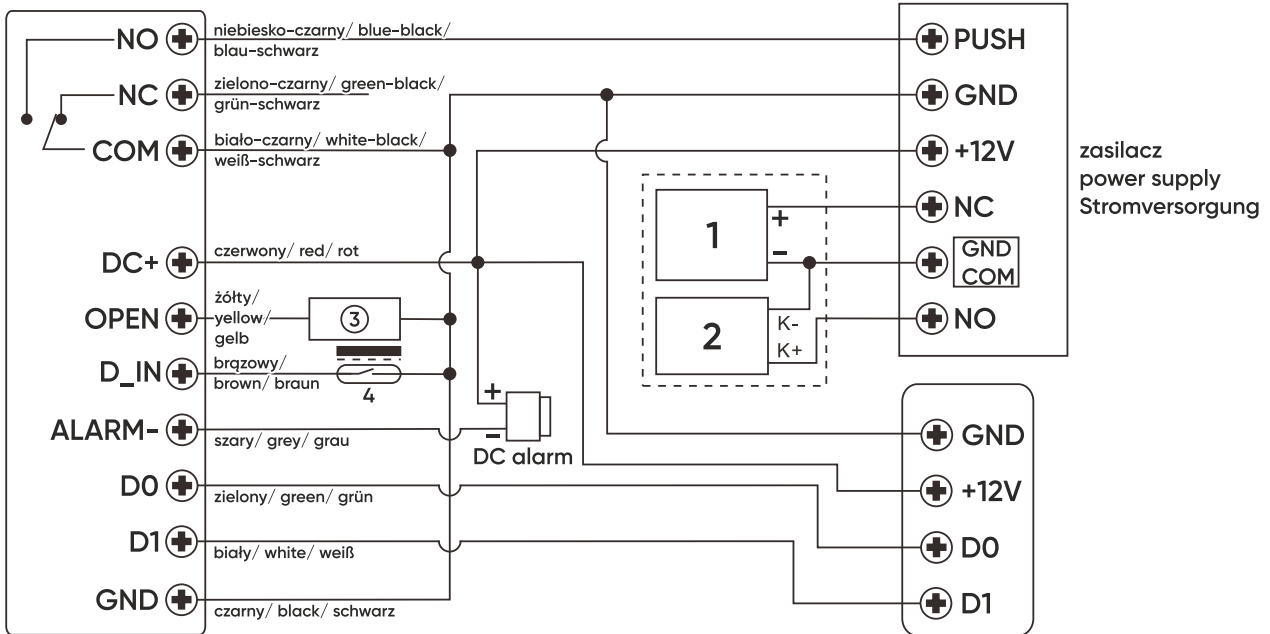 NO
niebiesko-czarny/ blue-black/
blau-schwarz
NC
zielono-czarny/ green-black/
grün-schwarz
COM
biało-czarny/ white-black/
weiß-schwarz
DC+
czerwony/ red/ rot
OPEN
żółty/
yellow/
gelb
3
D_IN
brązowy/
brown/ braun
4
ALARM-
szary/ grey/ grau
+
-
DC alarm
D0
zielony/ green/ grün
D1
biały/ white/ weiß
GND
czarny/ black/ schwarz
1
+
-
2
K-
K+
PUSH
GND
+12V
NC
GND
COM
NO
zasilacz
power supply
Stromversorgung
GND
+12V
D0
D1